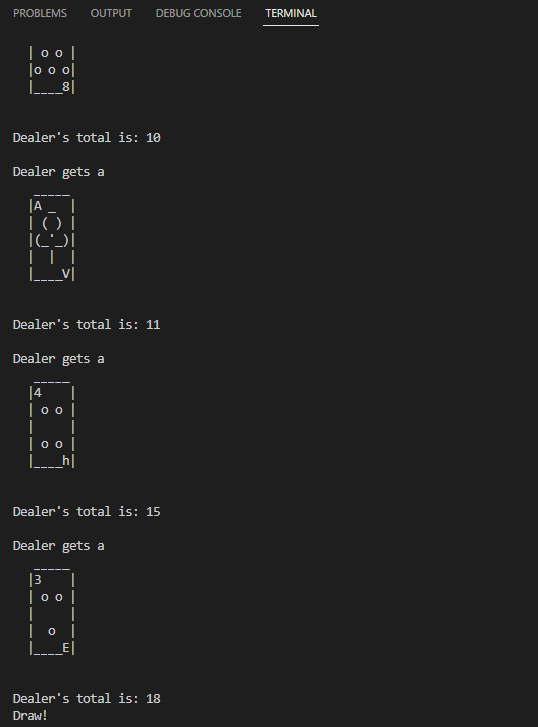 PROBLEMS OUTPUT DEBUG CONSOLE TERMINAL
| o o |
|o o o|
|____8|
Dealer's total is: 10
Dealer gets a
 _____
|A _  |
| ( ) |
|(_'_)|
|  |  |
|____V|
Dealer's total is: 11
Dealer gets a
 _____
|4    |
| o o |
|     |
| o o |
|____h|
Dealer's total is: 15
Dealer gets a
 _____
|3    |
| o o |
|     |
|  o  |
|____E|
Dealer's total is: 18
Draw!